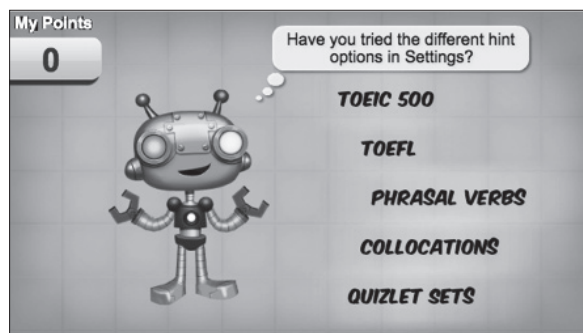 My Points
0
Have you tried the different hint
options in Settings?
TOEIC 500
TOEFL
PHRASAL VERBS
COLLOCATIONS
QUIZLET SETS